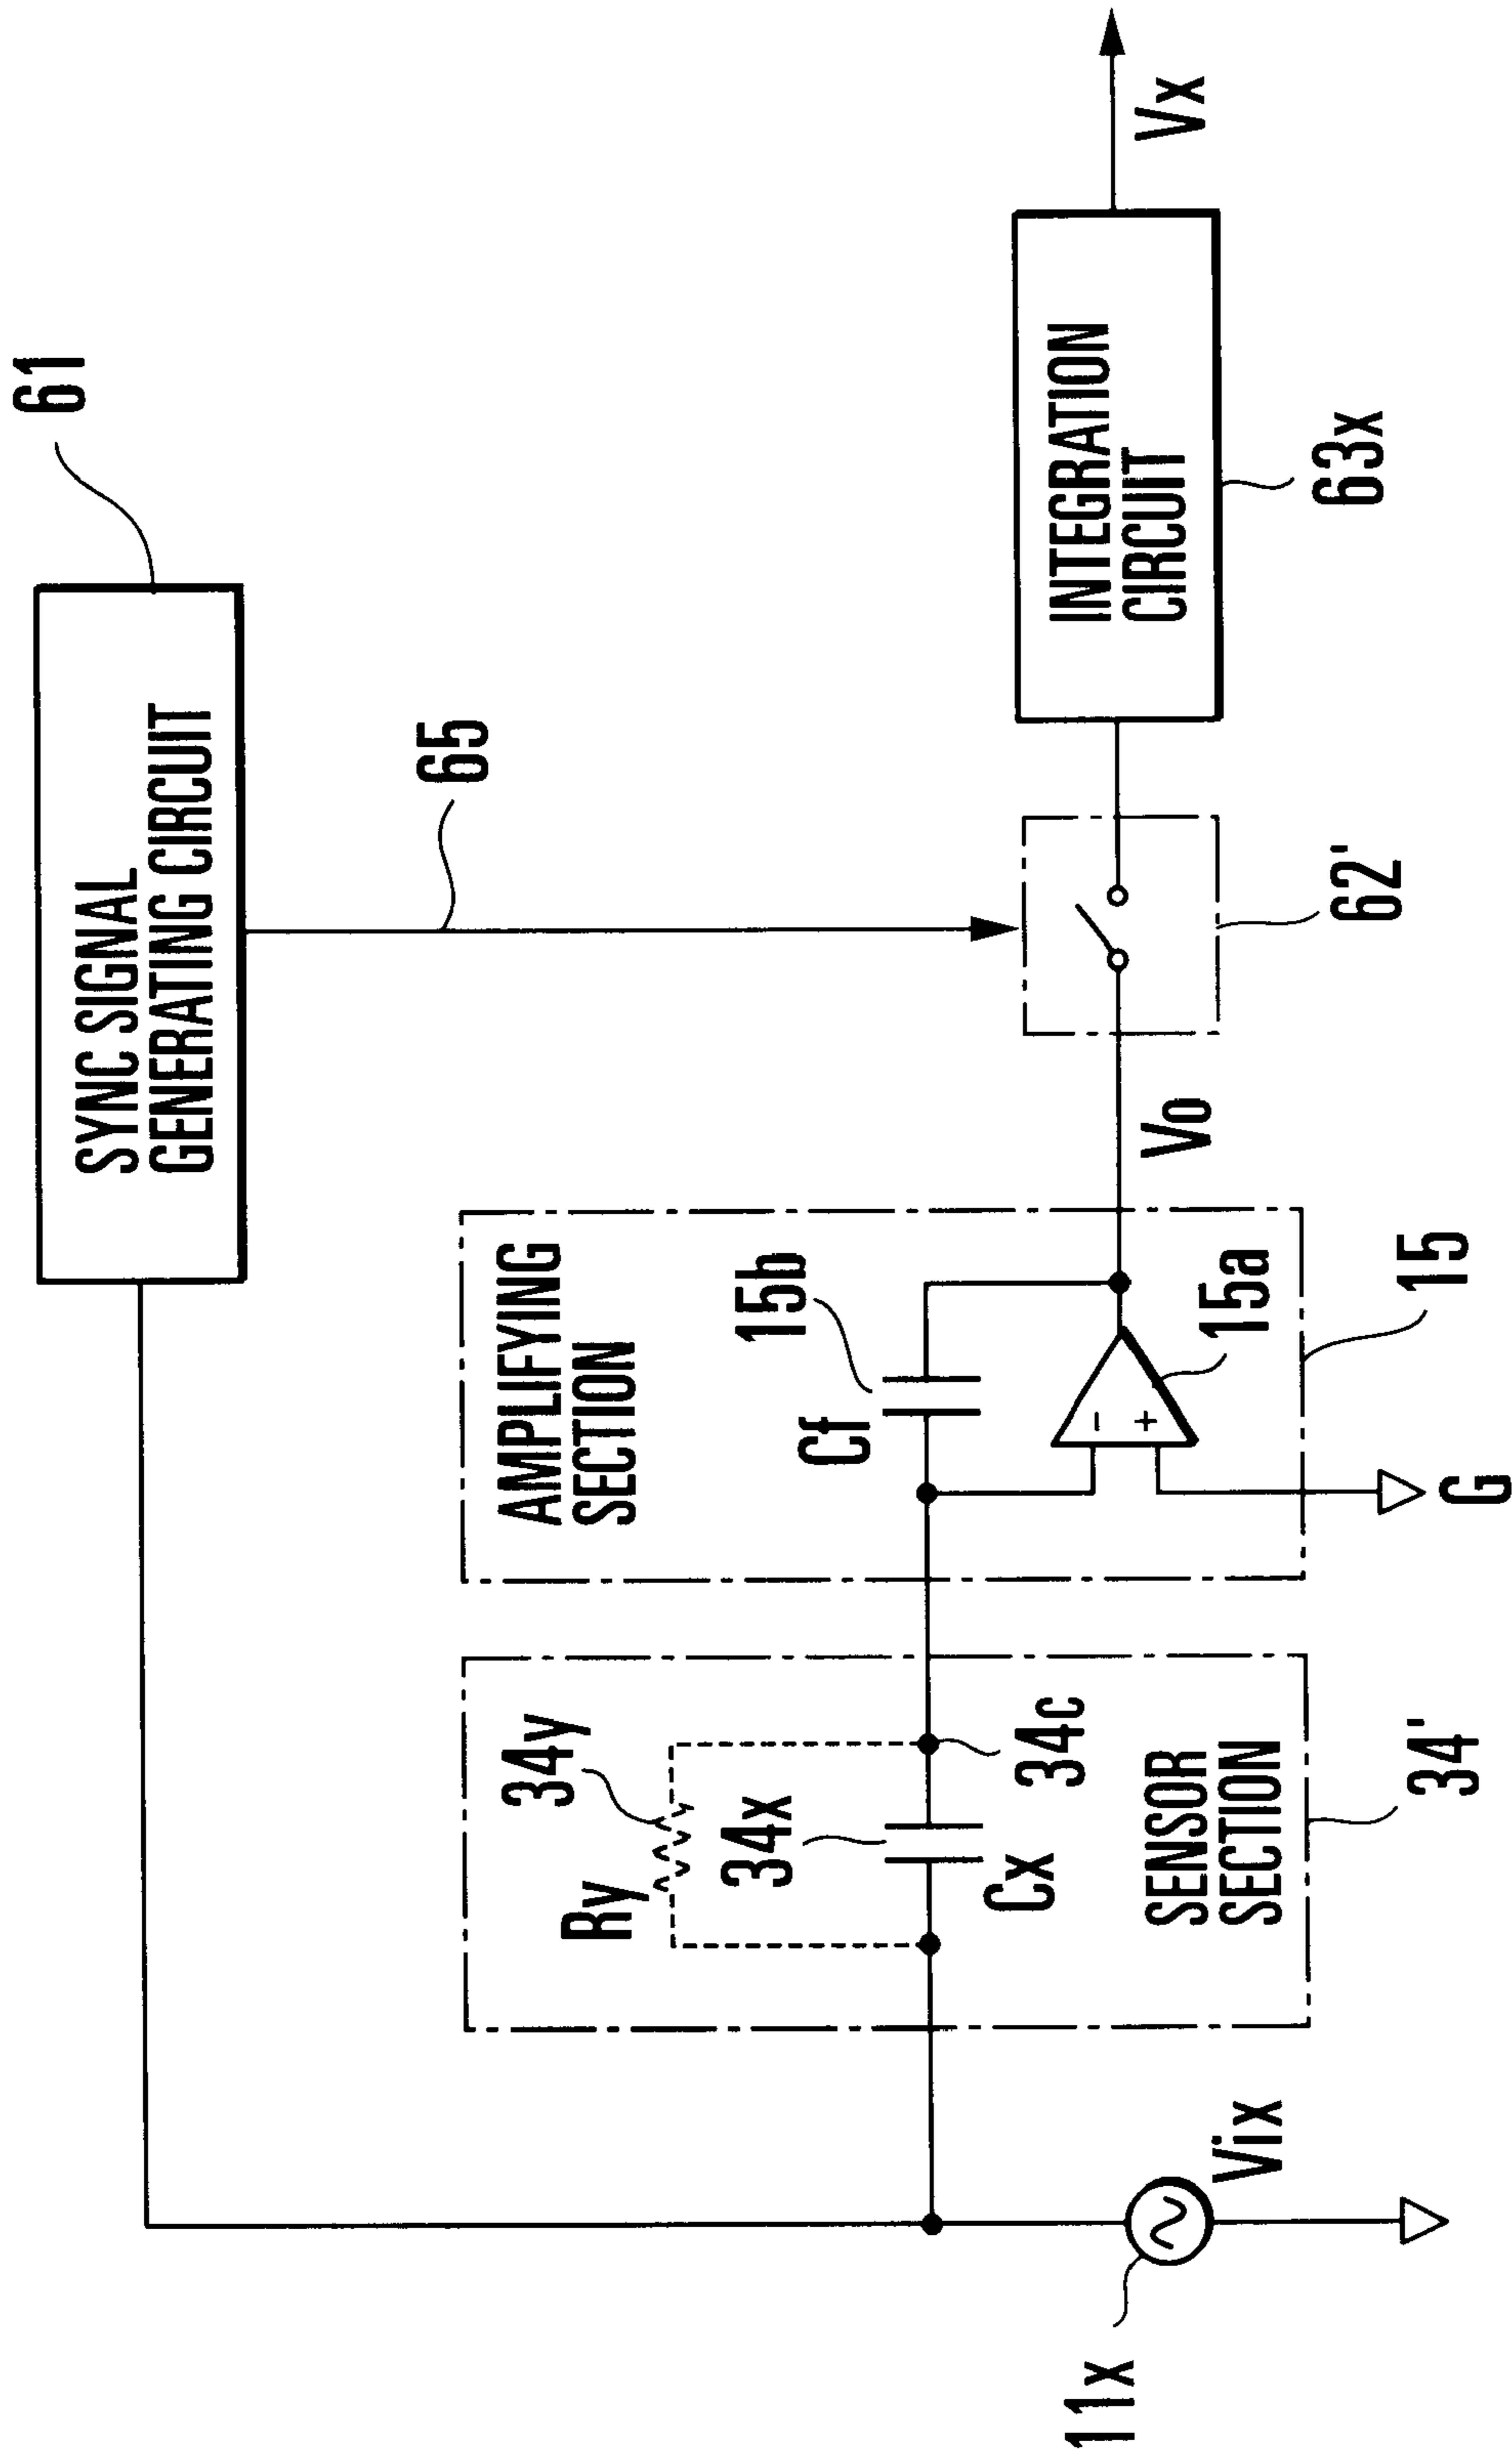 61
SYNC SIGNAL
GENERATING CIRCUIT
65
AMPLIFYING
SECTION
34y
Ry
34x
Cx
34c
SENSOR
SECTION
34'
Cf
15b
-
+
15a
15
G
Vo
62'
INTEGRATION
CIRCUIT
63x
Vx
11x
Vix